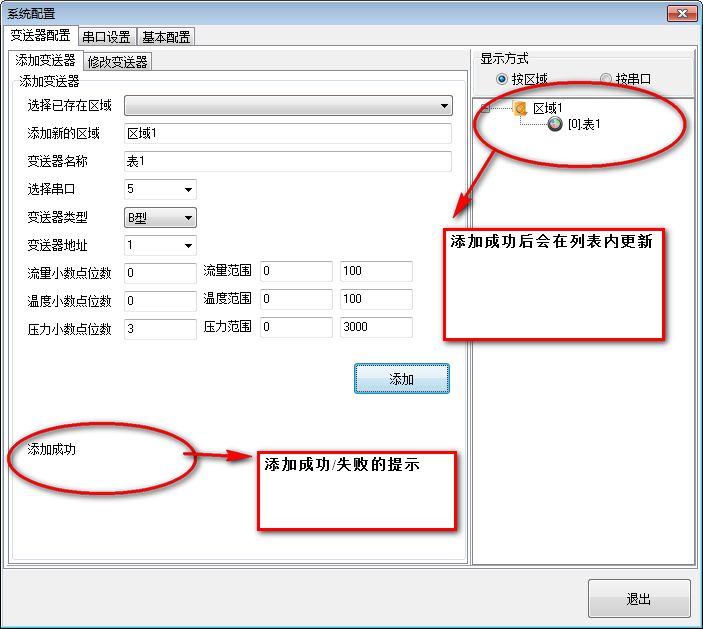 系统配置
变送器配置 串口设置 基本配置
添加变送器 修改变送器
添加变送器
选择已存在区域
添加新的区域 区域1
变送器名称 表1
选择串口 5
变送器类型 B型
变送器地址 1
流量小数点位数 0 流量范围 0 100
温度小数点位数 0 温度范围 0 100
压力小数点位数 3 压力范围 0 3000
添加
添加成功
添加成功/失败的提示
显示方式
按区域 按串口
区域1
[0].表1
添加成功后会在列表内更新
退出